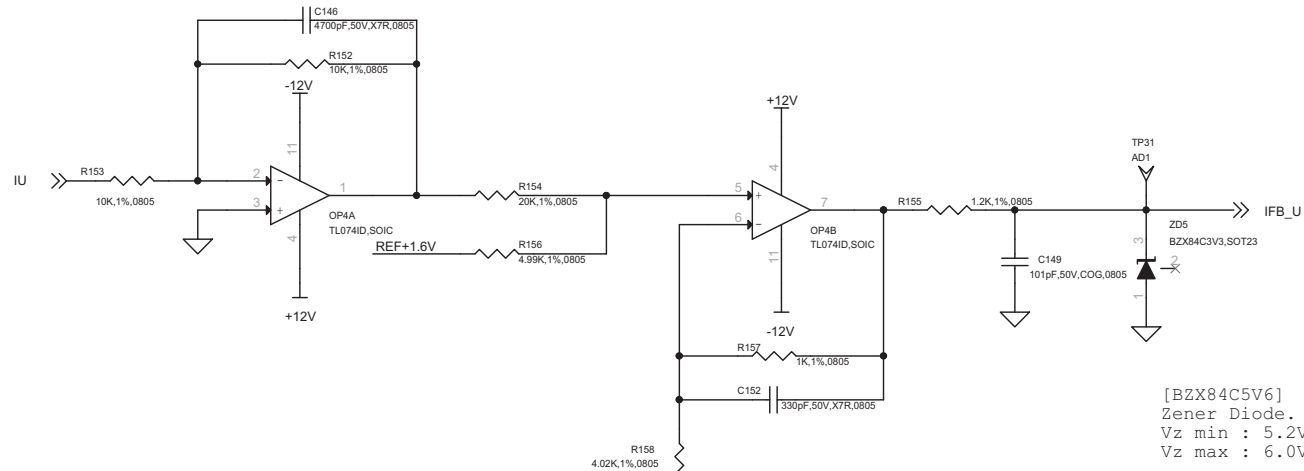 C146
4700pF,50V,X7R,0805
R152
10K,1%,0805
-12V
11
IU
R153
10K,1%,0805
2
3
1
4
OP4A
TL074ID,SOIC
+12V
R154
20K,1%,0805
REF+1.6V
R156
4.99K,1%,0805
+12V
4
5
6
7
11
OP4B
TL074ID,SOIC
-12V
R155
1.2K,1%,0805
TP31
AD1
IFB_U
ZD5
BZX84C3V3,SOT23
3
2
1
C149
101pF,50V,COG,0805
R157
1K,1%,0805
C152
330pF,50V,X7R,0805
R158
4.02K,1%,0805
[BZX84C5V6]
Zener Diode.
Vz min : 5.2V
Vz max : 6.0V